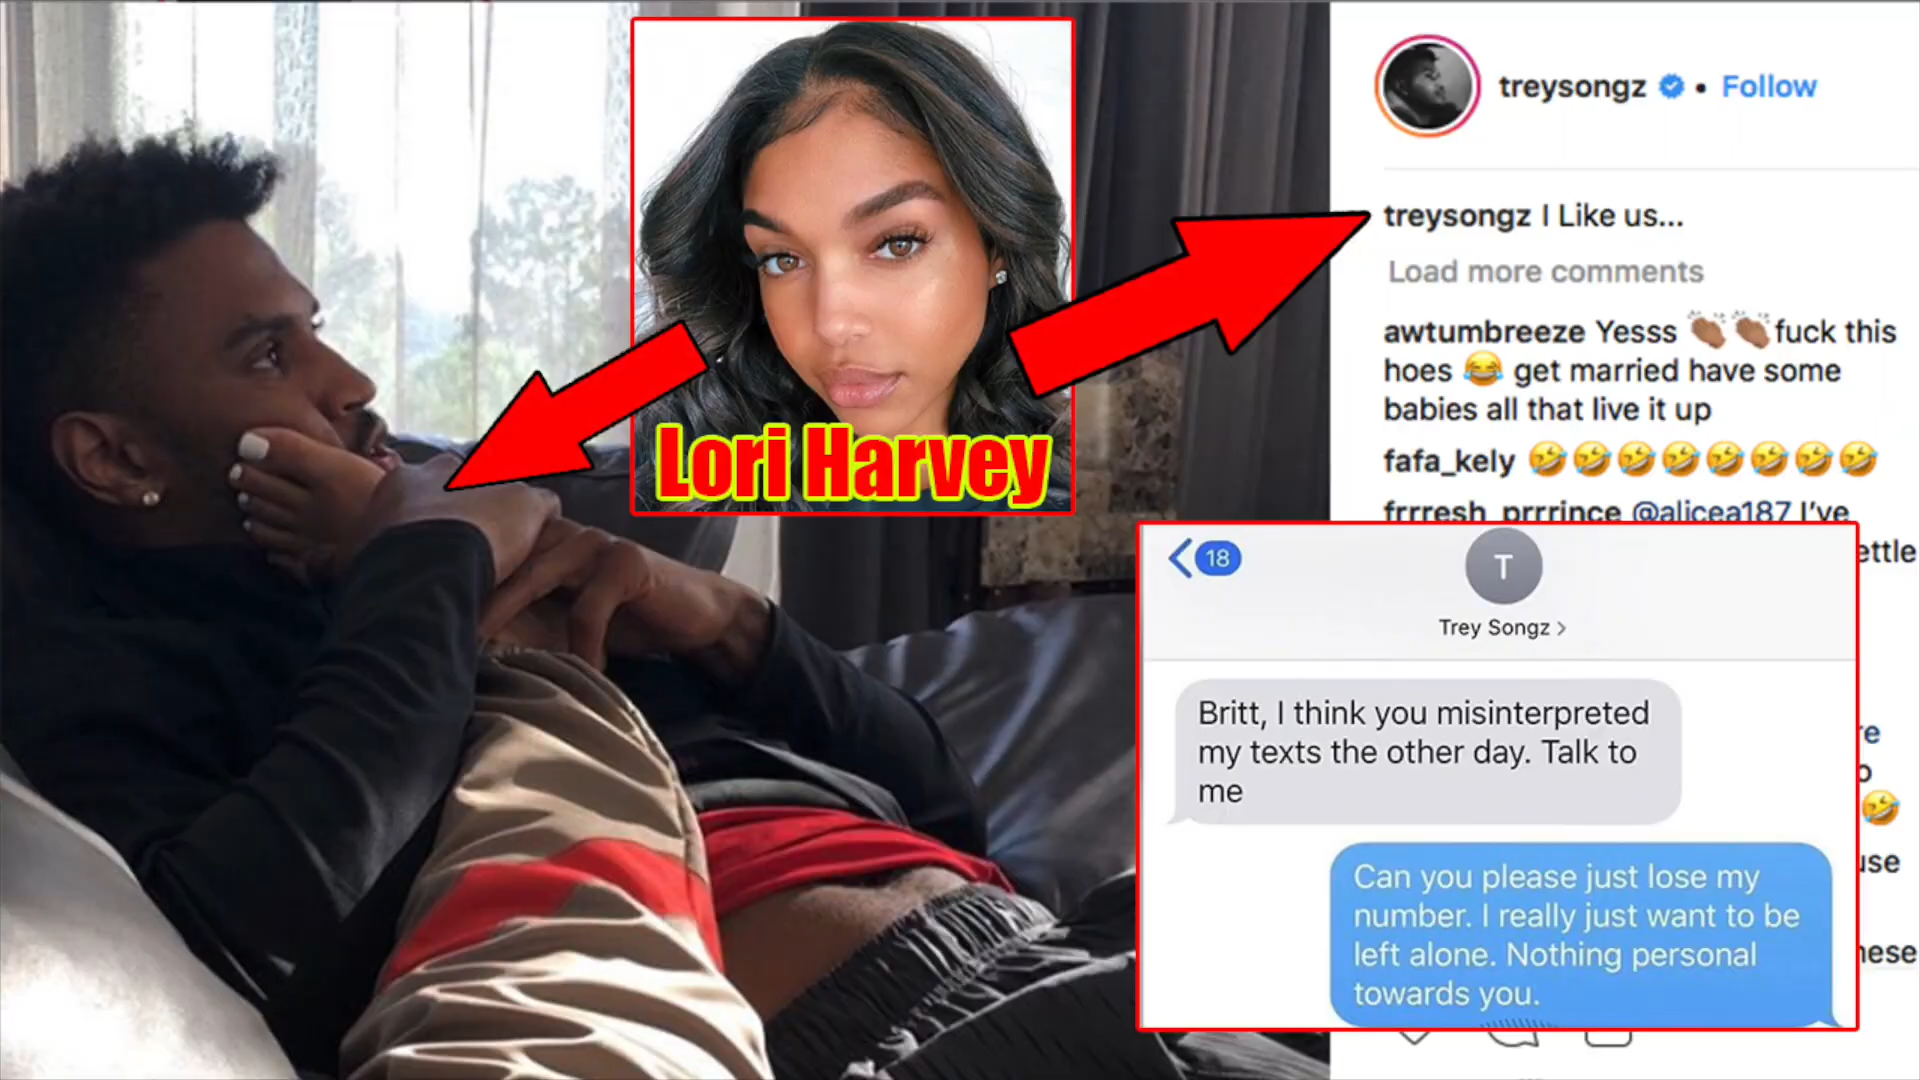 Lori Harvey
treysongz • Follow
treysongz I Like us...
Load more comments
awtumbreeze Yesss 👏🏽👏🏽fuck this
hoes 😂 get married have some
babies all that live it up
fafa_kely 🤣🤣🤣🤣🤣🤣🤣🤣
frrresh_prrrince @alicea187 I've
ettle
18
T
Trey Songz >
Britt, I think you misinterpreted
my texts the other day. Talk to
me
Can you please just lose my
number. I really just want to be
left alone. Nothing personal
towards you.